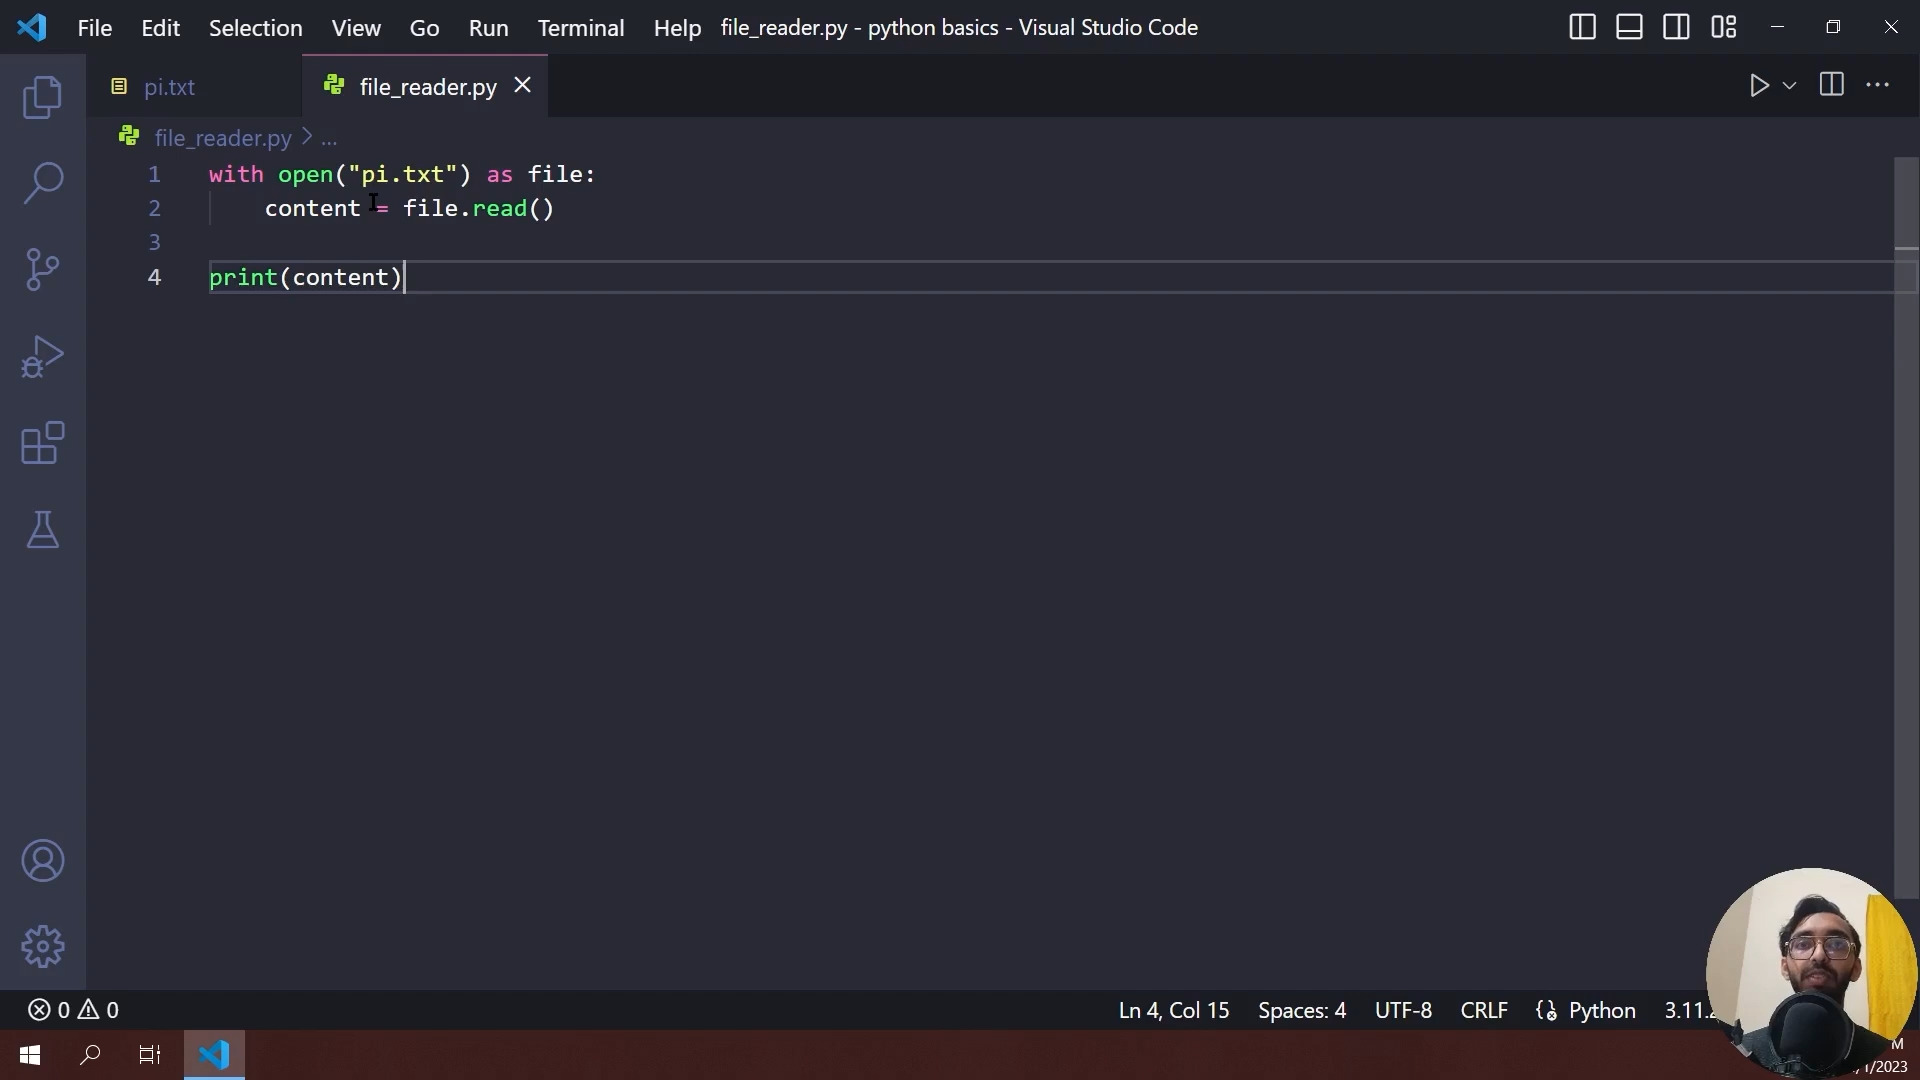 File Edit Selection View Go Run Terminal Help file_reader.py - python basics - Visual Studio Code
pi.txt file_reader.py
file_reader.py > ...
1 with open("pi.txt") as file:
2     content = file.read()
3
4 print(content)
0 0 Ln 4, Col 15 Spaces: 4 UTF-8 CRLF Python 3.11.
M
/1/2023